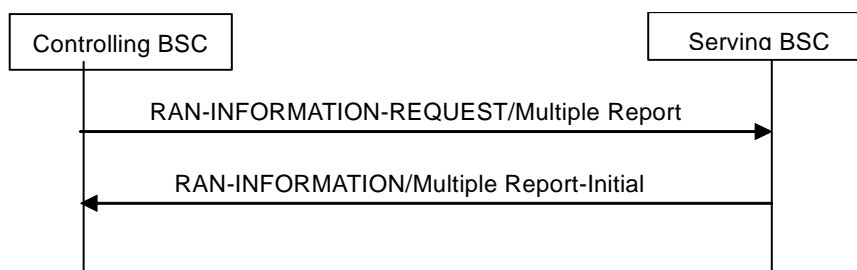 Controlling BSC
Serving BSC
RAN-INFORMATION-REQUEST/Multiple Report
RAN-INFORMATION/Multiple Report-Initial